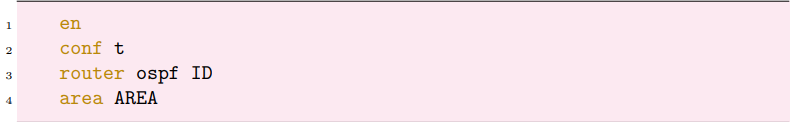 1 en
2 conf t
3 router ospf ID
4 area AREA